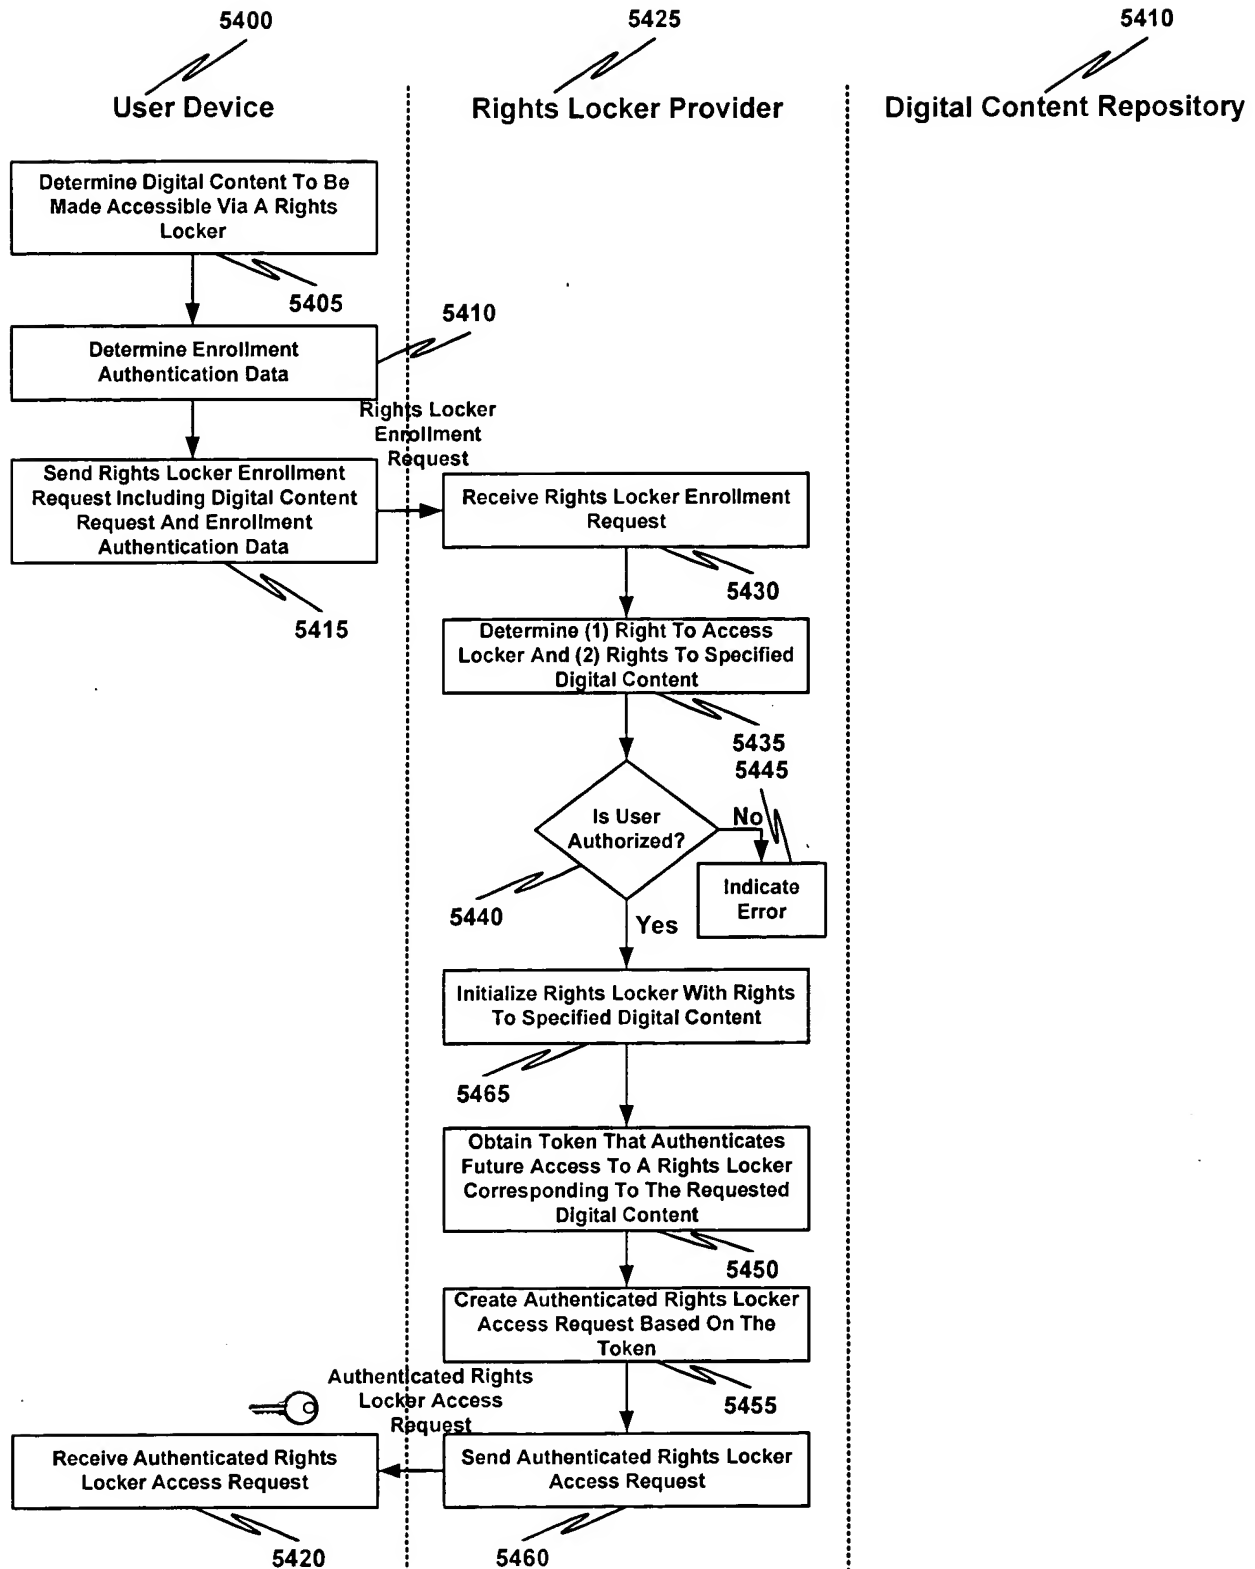 5400
5425
5410
User Device
Rights Locker Provider
Digital Content Repository
Determine Digital Content To Be
Made Accessible Via A Rights
Locker
5405
5410
Determine Enrollment
Authentication Data
Rights Locker
Enrollment
Request
Send Rights Locker Enrollment
Request Including Digital Content
Request And Enrollment
Authentication Data
5415
Receive Rights Locker Enrollment
Request
5430
Determine (1) Right To Access
Locker And (2) Rights To Specified
Digital Content
5435
5445
Is User
Authorized?
No
Indicate
Error
5440
Yes
Initialize Rights Locker With Rights
To Specified Digital Content
5465
Obtain Token That Authenticates
Future Access To A Rights Locker
Corresponding To The Requested
Digital Content
5450
Create Authenticated Rights Locker
Access Request Based On The
Token
5455
Authenticated Rights
Locker Access
Request
Send Authenticated Rights Locker
Access Request
5460
Receive Authenticated Rights
Locker Access Request
5420